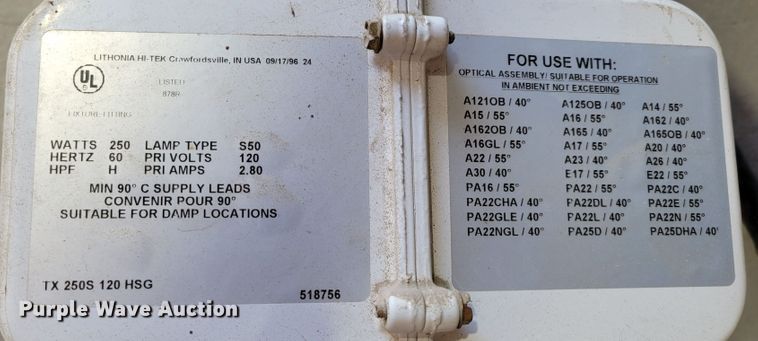 LITHONIA HI-TEK Crawfordsville, IN USA 09/17/96 24
UL
LISTED
878R
FIXTURE-FITTING
WATTS 250 LAMP TYPE S50
HERTZ 60 PRI VOLTS 120
HPF H PRI AMPS 2.80
MIN 90° C SUPPLY LEADS
CONVENIR POUR 90°
SUITABLE FOR DAMP LOCATIONS
TX 250S 120 HSG
518756
FOR USE WITH:
OPTICAL ASSEMBLY/ SUITABLE FOR OPERATION
IN AMBIENT NOT EXCEEDING
A121OB / 40° A125OB / 40° A14 / 55°
A15 / 55° A16 / 55° A162 / 40°
A162OB / 40° A165 / 40° A165OB / 40°
A16GL / 55° A17 / 55° A20 / 40°
A22 / 55° A23 / 40° A26 / 40°
A30 / 40° E17 / 55° E22 / 55°
PA16 / 55° PA22 / 55° PA22C / 40°
PA22CHA / 40° PA22DL / 40° PA22E / 55°
PA22GLE / 40° PA22L / 40° PA22N / 55°
PA22NGL / 40° PA25D / 40° PA25DHA / 40°
Purple Wave Auction